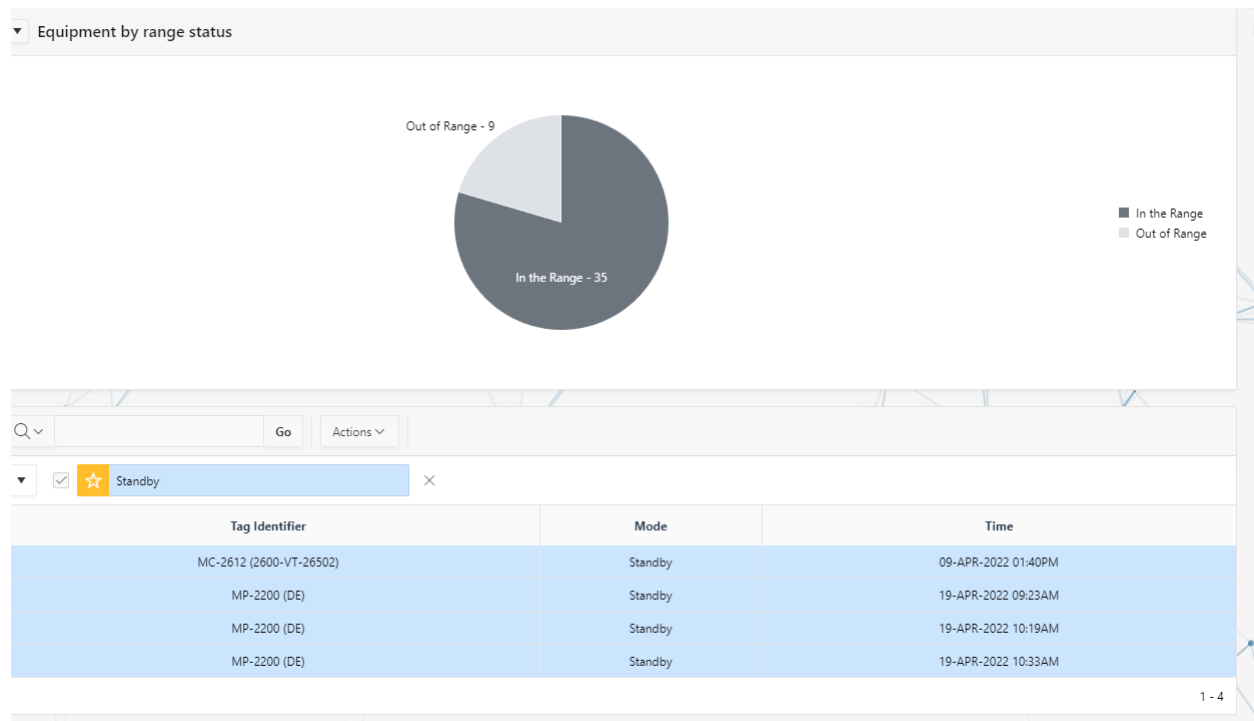 Equipment by range status
Out of Range - 9
In the Range - 35
In the Range
Out of Range
Go Actions
Standby
Tag Identifier Mode Time
MC-2612 (2600-VT-26502) Standby 09-APR-2022 01:40PM
MP-2200 (DE) Standby 19-APR-2022 09:23AM
MP-2200 (DE) Standby 19-APR-2022 10:19AM
MP-2200 (DE) Standby 19-APR-2022 10:33AM
1 - 4